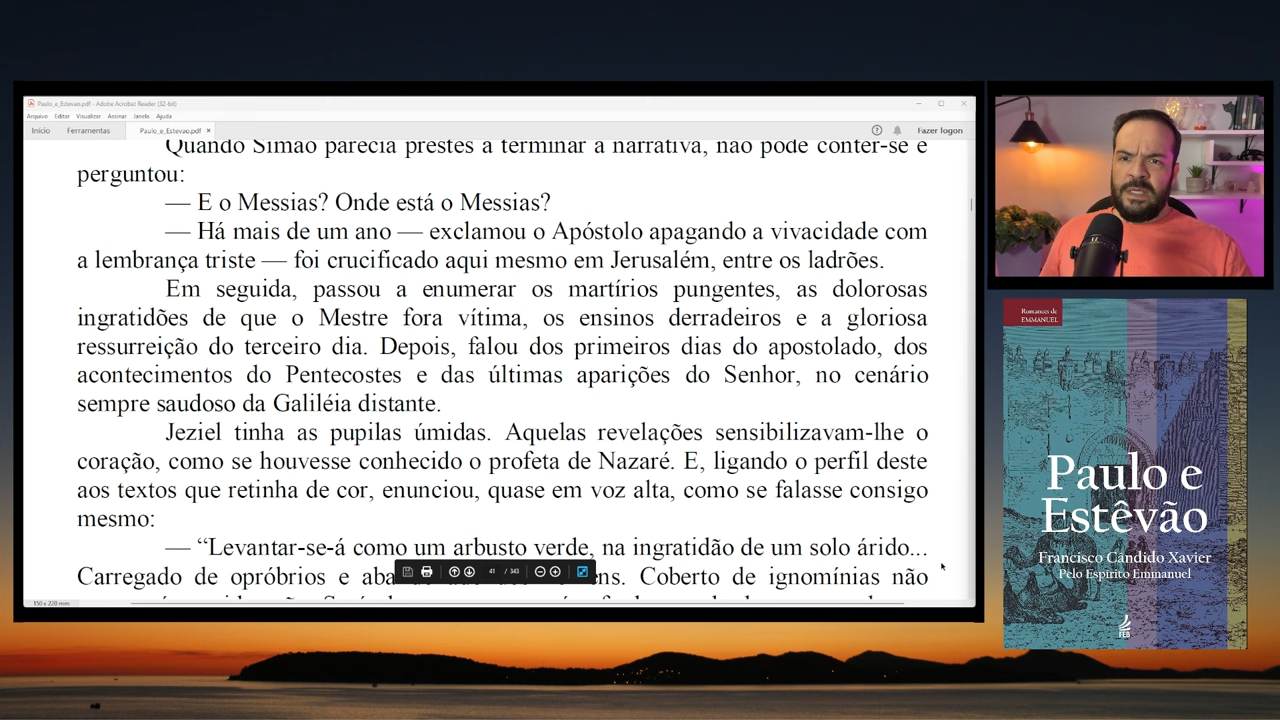 Paulo_e_Estevao.pdf - Adobe Acrobat Reader (32-bit)
Arquivo Editar Visualizar Assinar Janela Ajuda
Início Ferramentas Paulo_e_Estevao.pdf × Fazer logon
Quando Simão parecia prestes a terminar a narrativa, não pôde conter-se e
perguntou:
— E o Messias? Onde está o Messias?
— Há mais de um ano — exclamou o Apóstolo apagando a vivacidade com
a lembrança triste — foi crucificado aqui mesmo em Jerusalém, entre os ladrões.
Em seguida, passou a enumerar os martírios pungentes, as dolorosas
ingratidões de que o Mestre fora vítima, os ensinos derradeiros e a gloriosa
ressurreição do terceiro dia. Depois, falou dos primeiros dias do apostolado, dos
acontecimentos do Pentecostes e das últimas aparições do Senhor, no cenário
sempre saudoso da Galiléia distante.
Jeziel tinha as pupilas úmidas. Aquelas revelações sensibilizavam-lhe o
coração, como se houvesse conhecido o profeta de Nazaré. E, ligando o perfil deste
aos textos que retinha de cor, enunciou, quase em voz alta, como se falasse consigo
mesmo:
— “Levantar-se-á como um arbusto verde, na ingratidão de um solo árido...
Carregado de opróbrios e Coberto de ignomínias não
41 / 343
150 x 220 mm
Romances de
EMMANUEL
Paulo e
Estêvão
Francisco Cândido Xavier
Pelo Espírito Emmanuel
FEB